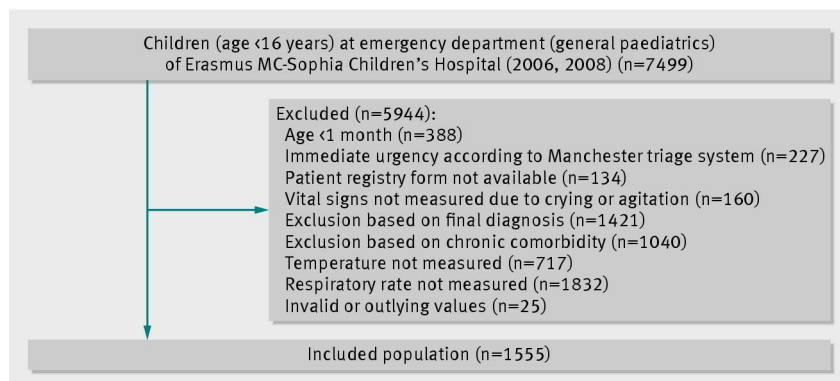 Children (age <16 years) at emergency department (general paediatrics)
of Erasmus MC-Sophia Children's Hospital (2006, 2008) (n=7499)
Excluded (n=5944):
Age <1 month (n=388)
Immediate urgency according to Manchester triage system (n=227)
Patient registry form not available (n=134)
Vital signs not measured due to crying or agitation (n=160)
Exclusion based on final diagnosis (n=1421)
Exclusion based on chronic comorbidity (n=1040)
Temperature not measured (n=717)
Respiratory rate not measured (n=1832)
Invalid or outlying values (n=25)
Included population (n=1555)